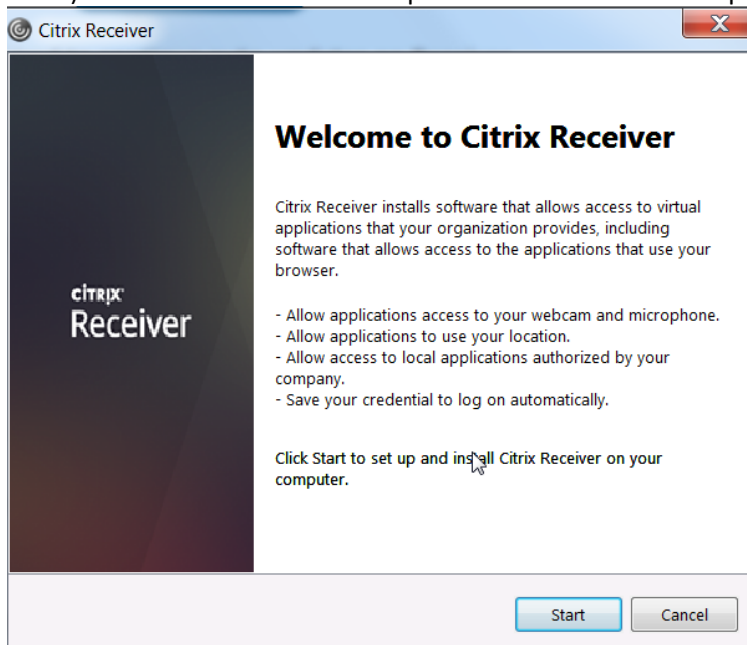 Citrix Receiver
Welcome to Citrix Receiver
Citrix Receiver installs software that allows access to virtual
applications that your organization provides, including
software that allows access to the applications that use your
browser.
- Allow applications access to your webcam and microphone.
- Allow applications to use your location.
- Allow access to local applications authorized by your
company.
- Save your credential to log on automatically.
CITRIX
Receiver
Click Start to set up and install Citrix Receiver on your
computer.
Start
Cancel